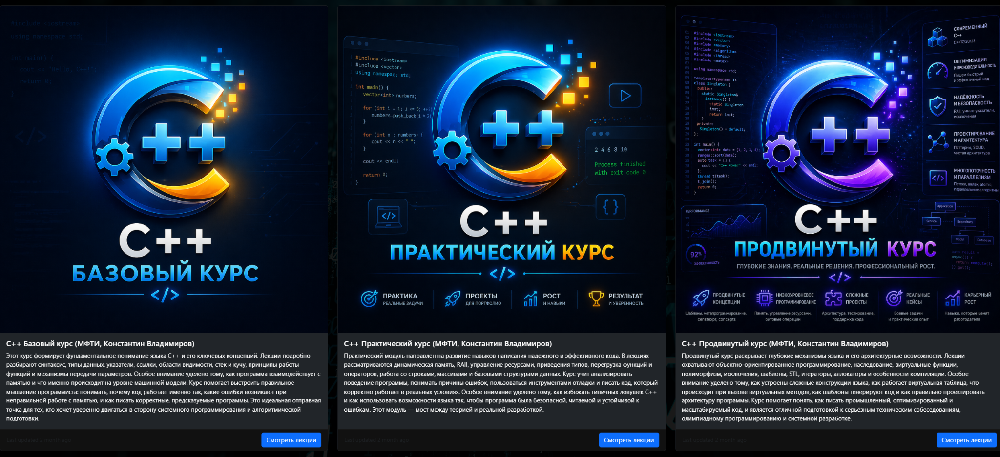 #include <iostream>
using namespace std;
int main() {
cout << "Hello, C++!";
return 0;
}
</>
C++
БАЗОВЫЙ КУРС
</>
C++ Базовый курс (МФТИ, Константин Владимиров)
Этот курс формирует фундаментальное понимание языка C++ и его ключевых концепций. Лекции подробно
разбирают синтаксис, типы данных, указатели, ссылки, области видимости, стек и кучу, принципы работы
функций и механизмы передачи параметров. Особое внимание уделено тому, как программа взаимодействует с
памятью и что именно происходит на уровне машинной модели. Курс помогает выстроить правильное
мышление программиста: понимать, почему код работает именно так, какие ошибки возникают при
неправильной работе с памятью, и как писать корректные, предсказуемые программы. Это идеальная отправная
точка для тех, кто хочет уверенно двигаться в сторону системного программирования и алгоритмической
подготовки.
Last updated 2 month ago
Смотреть лекции
#include <iostream>
#include <vector>
using namespace std;
int main() {
vector<int> numbers;
for (int i = 1; i <= 5; ++i)
numbers.push_back(i * 2)
}
for (int n : numbers) {
cout << n << " ";
}
cout << endl;
return 0;
}
2 4 6 8 10
Process finished
with exit code 0
</>
{ }
++
C++
ПРАКТИЧЕСКИЙ КУРС
</>
ПРАКТИКА
РЕАЛЬНЫЕ ЗАДАЧИ
ПРОЕКТЫ
ДЛЯ ПОРТФОЛИО
РОСТ
И НАВЫКИ
РЕЗУЛЬТАТ
И УВЕРЕННОСТЬ
C++ Практический курс (МФТИ, Константин Владимиров)
Практический модуль направлен на развитие навыков написания надёжного и эффективного кода. В лекциях
рассматриваются динамическая память, RAII, управление ресурсами, приведения типов, перегрузка функций и
операторов, работа со строками, массивами и базовыми структурами данных. Курс учит анализировать
поведение программы, понимать причины ошибок, пользоваться инструментами отладки и писать код, который
корректно работает в реальных условиях. Особое внимание уделено тому, как избежать типичных ловушек C++
и как использовать возможности языка так, чтобы программа была безопасной, читаемой и устойчивой к
ошибкам. Этот модуль — мост между теорией и реальной разработкой.
Last updated 2 month ago
Смотреть лекции
#include <iostream>
#include <vector>
#include <memory>
#include <algorithm>
#include <thread>
#include <mutex>
using namespace std;
template<typename T>
class Singleton {
public:
static Singleton&
instance() {
static Singleton
inst;
return inst;
}
private:
Singleton() = default;
};
int main() {
vector<int> data = {1, 2, 3, 4};
ranges::sort(data);
auto task = [] {
cout << "C++ Power" << endl;
};
thread t(task);
t.join();
return 0;
}
PERFORMANCE
92%
ЭФФЕКТИВНОСТЬ
СОВРЕМЕННЫЙ
C++
C++17/20/23
ОПТИМИЗАЦИЯ
И ПРОИЗВОДИТЕЛЬНОСТЬ
Пишем быстрый
и эффективный код
НАДЁЖНОСТЬ
И БЕЗОПАСНОСТЬ
RAII, умные указатели,
исключения
ПРОЕКТИРОВАНИЕ
И АРХИТЕКТУРА
Паттерны, SOLID,
чистая архитектура
МНОГОПОТОЧНОСТЬ
И ПАРАЛЛЕЛИЗМ
Потоки, mutex, atomic,
параллельные алгоритмы
Application
Service
Repository
Model
Database
auto result =
async([] {
return compute();
}).get();
++
C++
ПРОДВИНУТЫЙ КУРС
ГЛУБОКИЕ ЗНАНИЯ. РЕАЛЬНЫЕ РЕШЕНИЯ. ПРОФЕССИОНАЛЬНЫЙ РОСТ.
</>
ПРОДВИНУТЫЕ
КОНЦЕПЦИИ
Шаблоны, метапрограммирование,
censtexpr, concepts
НИЗКОУРОВНЕВОЕ
ПРОГРАММИРОВАНИЕ
Память, управление ресурсами,
битовые операции
СЛОЖНЫЕ
ПРОЕКТЫ
Архитектура, тестирование,
поддержка кода
РЕАЛЬНЫЕ
КЕЙСЫ
Боевые задачи
и практический опыт
КАРЬЕРНЫЙ
РОСТ
Навыки, которые ценят
работодатели
C++ Продвинутый курс (МФТИ, Константин Владимиров)
Продвинутый курс раскрывает глубокие механизмы языка и его архитектурные возможности. Лекции
охватывают объектно-ориентированное программирование, наследование, виртуальные функции,
полиморфизм, исключения, шаблоны, STL, итераторы, аллокаторы и особенности компиляции. Особое
внимание уделено тому, как устроены сложные конструкции языка, как работает виртуальная таблица, что
происходит при вызове виртуальных методов, как шаблоны генерируют код и как правильно проектировать
архитектуру программы. Курс помогает понять, как писать промышленный, оптимизированный и
масштабируемый код, и является отличной подготовкой к серьёзным техническим собеседованиям,
олимпиадному программированию и системной разработке.
Last updated 2 month ago
Смотреть лекции